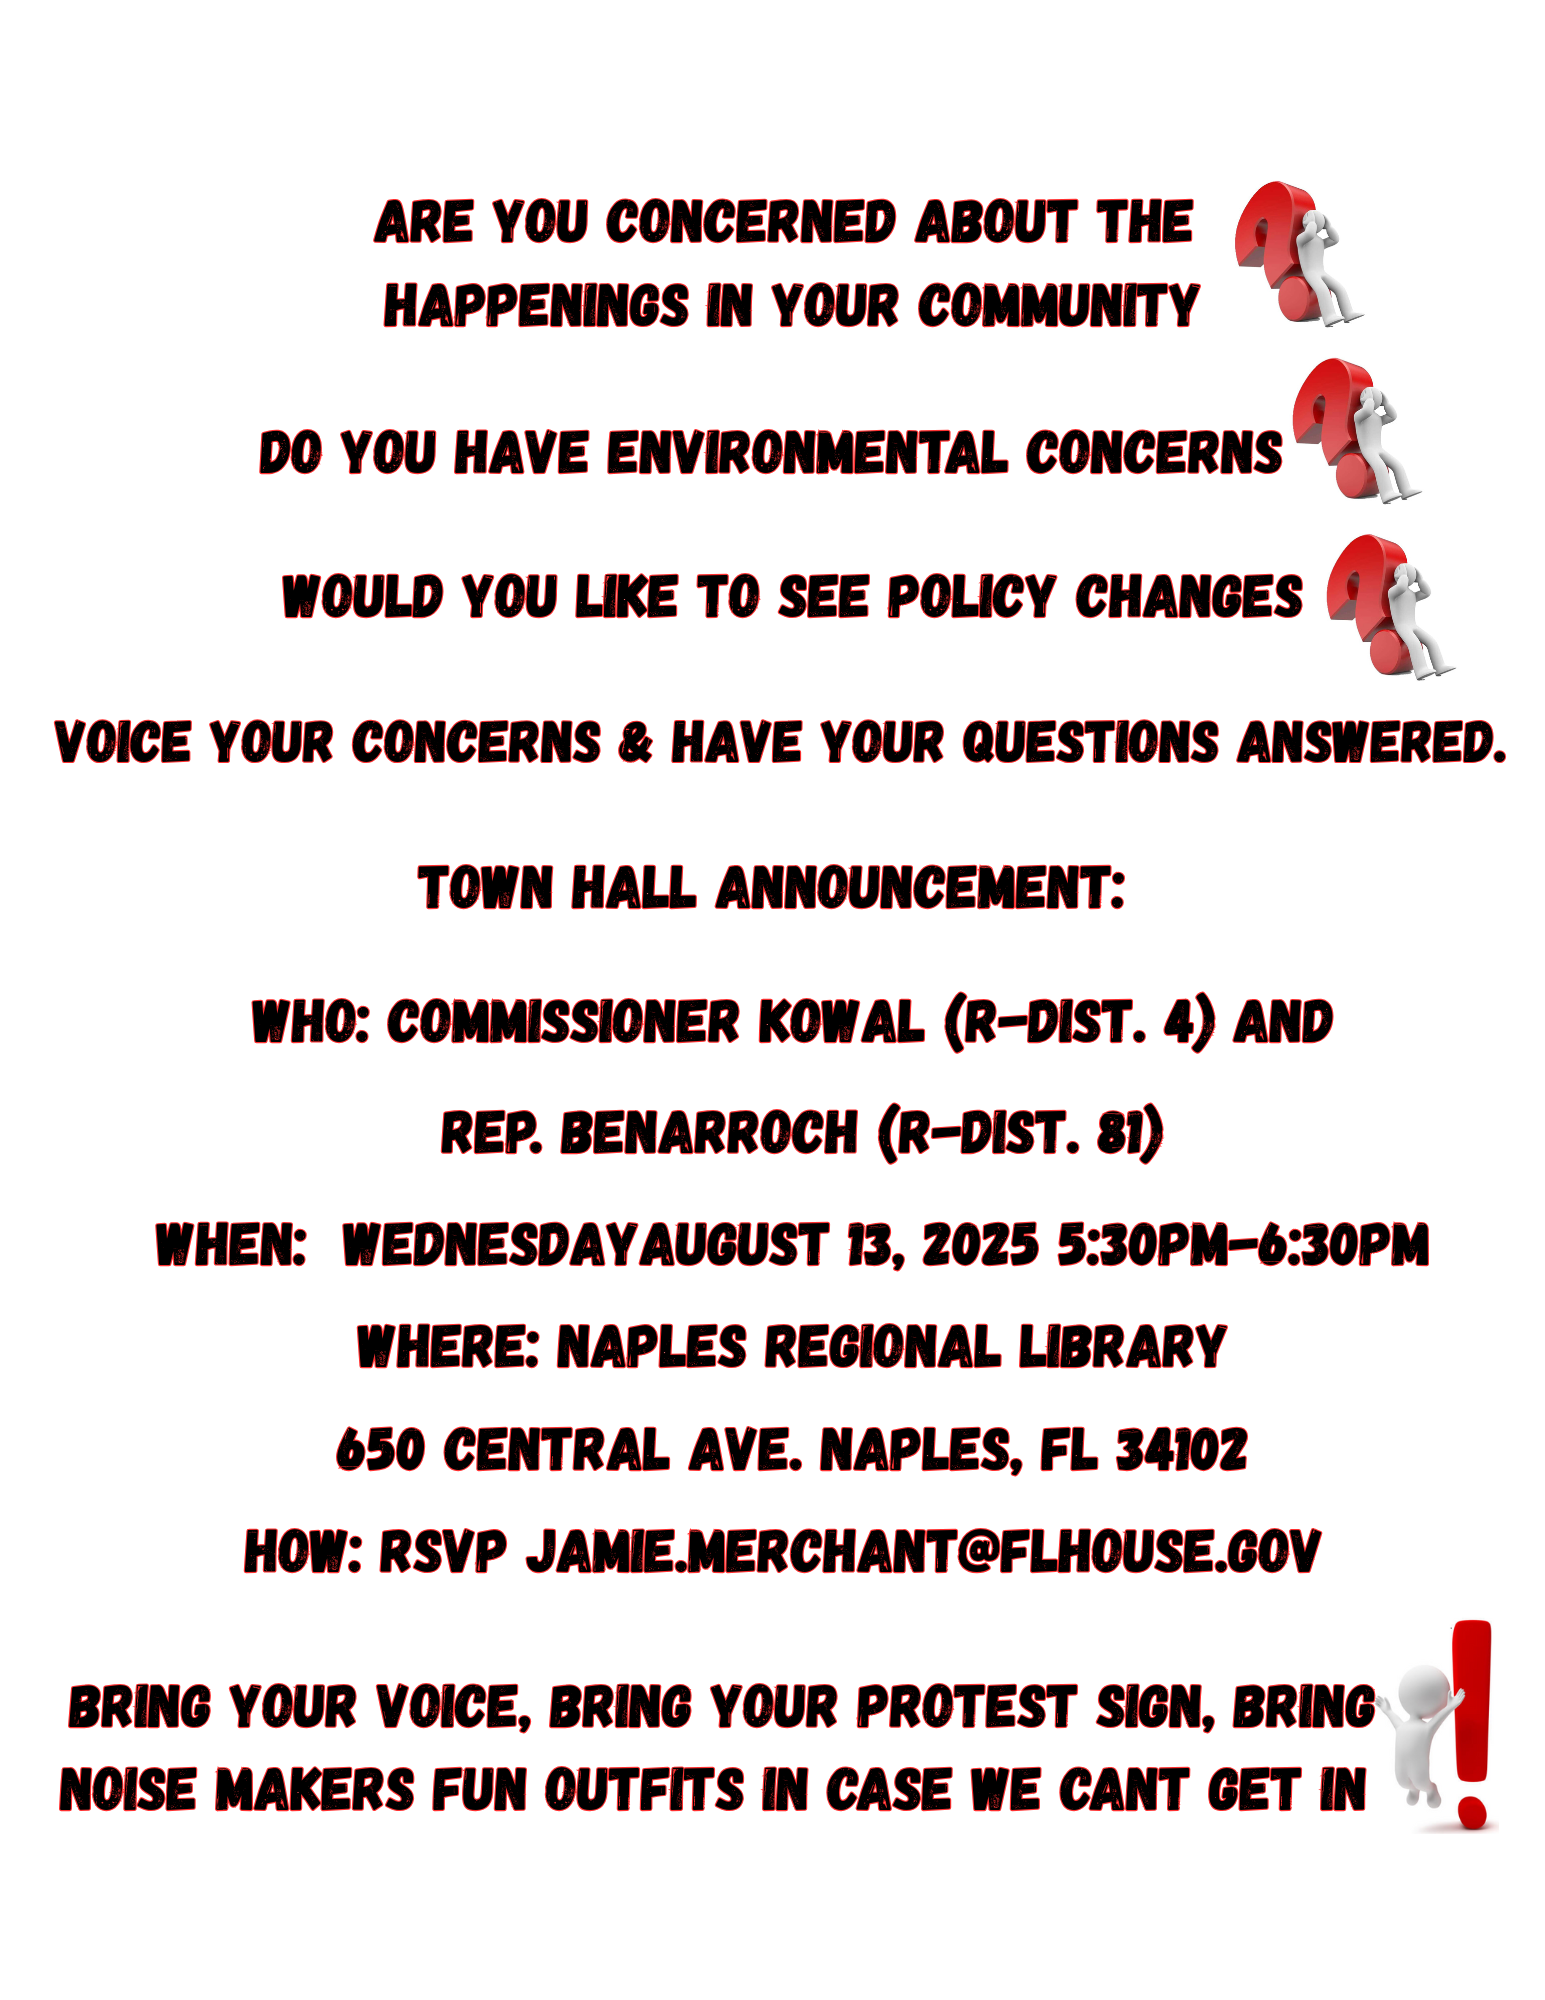 ARE YOU CONCERNED ABOUT THE
HAPPENINGS IN YOUR COMMUNITY
DO YOU HAVE ENVIRONMENTAL CONCERNS
WOULD YOU LIKE TO SEE POLICY CHANGES
VOICE YOUR CONCERNS & HAVE YOUR QUESTIONS ANSWERED.
TOWN HALL ANNOUNCEMENT:
WHO: COMMISSIONER KOWAL (R-DIST. 4) AND
REP. BENARROCH (R-DIST. 81)
WHEN: WEDNESDAYAUGUST 13, 2025 5:30PM-6:30PM
WHERE: NAPLES REGIONAL LIBRARY
650 CENTRAL AVE. NAPLES, FL 34102
HOW: RSVP JAMIE.MERCHANT@FLHOUSE.GOV
BRING YOUR VOICE, BRING YOUR PROTEST SIGN, BRING
NOISE MAKERS FUN OUTFITS IN CASE WE CANT GET IN